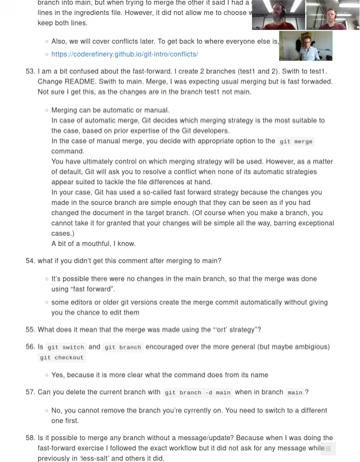 branch into main, but when trying to merge the other it said I had a
lines in the ingredients file. However, it did not allow me to choose w
keep both lines.
Also, we will cover conflicts later. To get back to where everyone else is,
https://coderefinery.github.io/git-intro/conflicts/
53. I am a bit confused about the fast-forward. I create 2 branches (test1 and 2). Swith to test1.
Change README. Swith to main. Merge, I was expecting usual merging but is fast forwaded.
Not sure I get this, as the changes are in the branch test1 not main.
Merging can be automatic or manual.
In case of automatic merge, Git decides which merging strategy is the most suitable to
the case, based on prior expertise of the Git developers.
In the case of manual merge, you decide with appropriate option to the git merge
command.
You have ultimately control on which merging strategy will be used. However, as a matter
of default, Git will ask you to resolve a conflict when none of its automatic strategies
appear suited to tackle the file differences at hand.
In your case, Git has used a so-called fast forward strategy because the changes you
made in the source branch are simple enough that they can be seen as if you had
changed the document in the target branch. (Of course when you make a branch, you
cannot take it for granted that your changes will be simple all the way, barring exceptional
cases.)
A bit of a mouthful, I know.
54. what if you didn't get this comment after merging to main?
It's possible there were no changes in the main branch, so that the merge was done
using "fast forward".
some editors or older git versions create the merge commit automatically without giving
you the chance to edit them
55. What does it mean that the merge was made using the "'ort' strategy"?
56. Is git switch and git branch encouraged over the more general (but maybe ambigious)
git checkout
Yes, because it is more clear what the command does from its name
57. Can you delete the current branch with git branch -d main when in branch main ?
No, you cannot remove the branch you're cyrrently on. You need to switch to a different
one first.
58. Is it possible to merge any branch without a message/update? Because when I was doing the
fast-forward exercise I followed the exact workflow but it did not ask for any message while
previously in 'less-salt' and others it did.